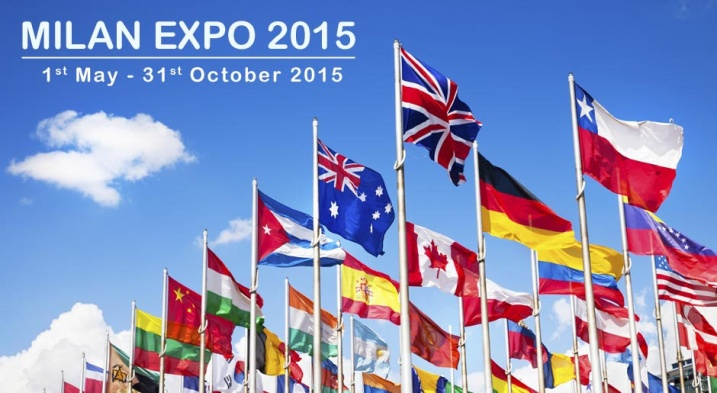 MILAN EXPO 2015
1st May - 31st October 2015